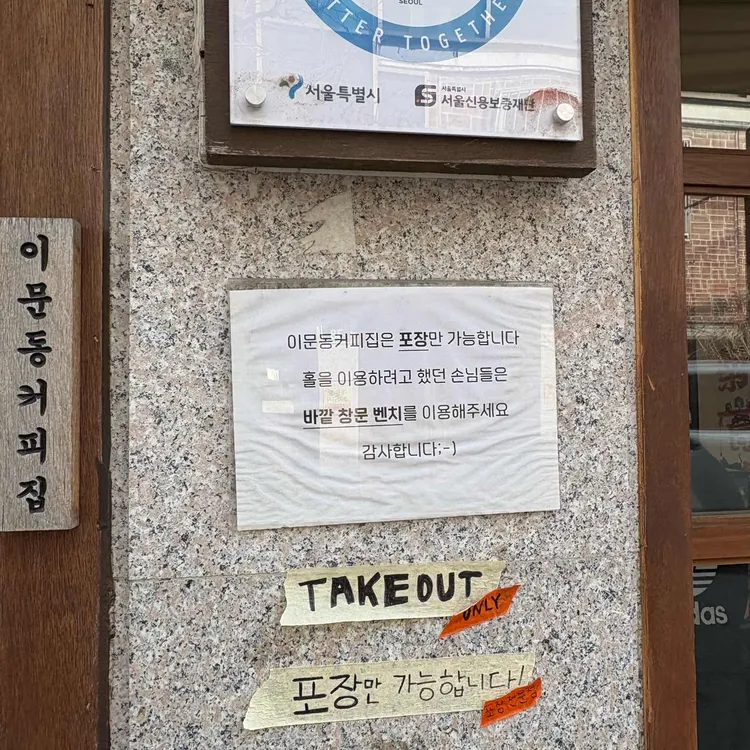 SEOUL
TTER TOGETHE
서울특별시
서울특별시
서울신용보증재단
이문동커피집
이문동커피집은 포장만 가능합니다
홀을 이용하려고 했던 손님들은
바깥 창문 벤치를 이용해주세요
감사합니다;-)
TAKEOUT
ONLY
포장만 가능합니다!
das